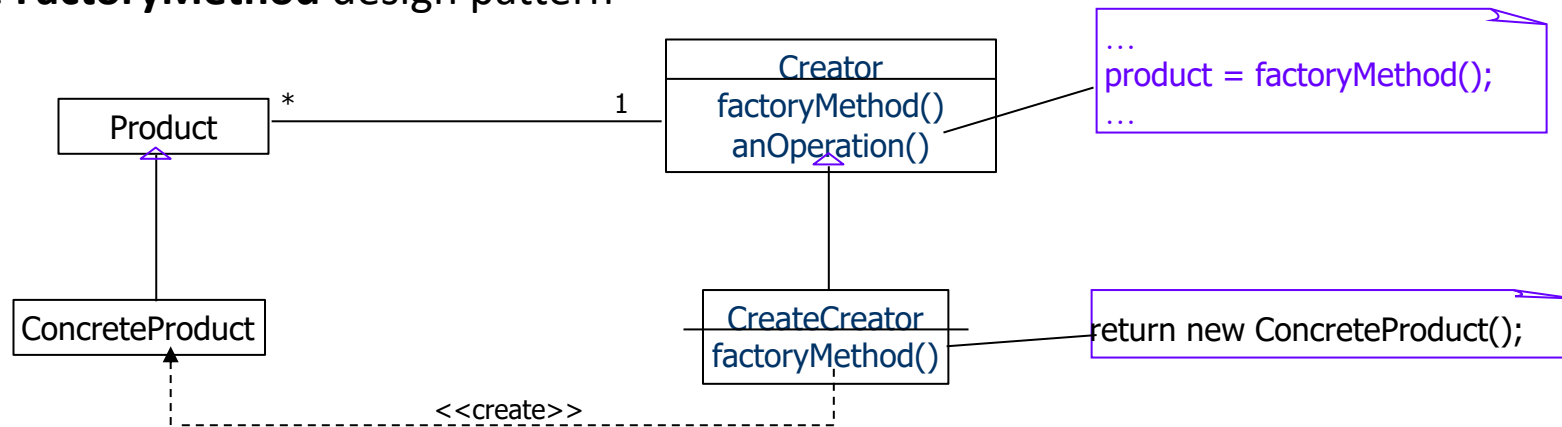 FactoryMethod design pattern
Creator
factoryMethod()
anOperation()
…
product = factoryMethod();
…
Product
*
1
ConcreteProduct
CreateCreator
factoryMethod()
return new ConcreteProduct();
<<create>>